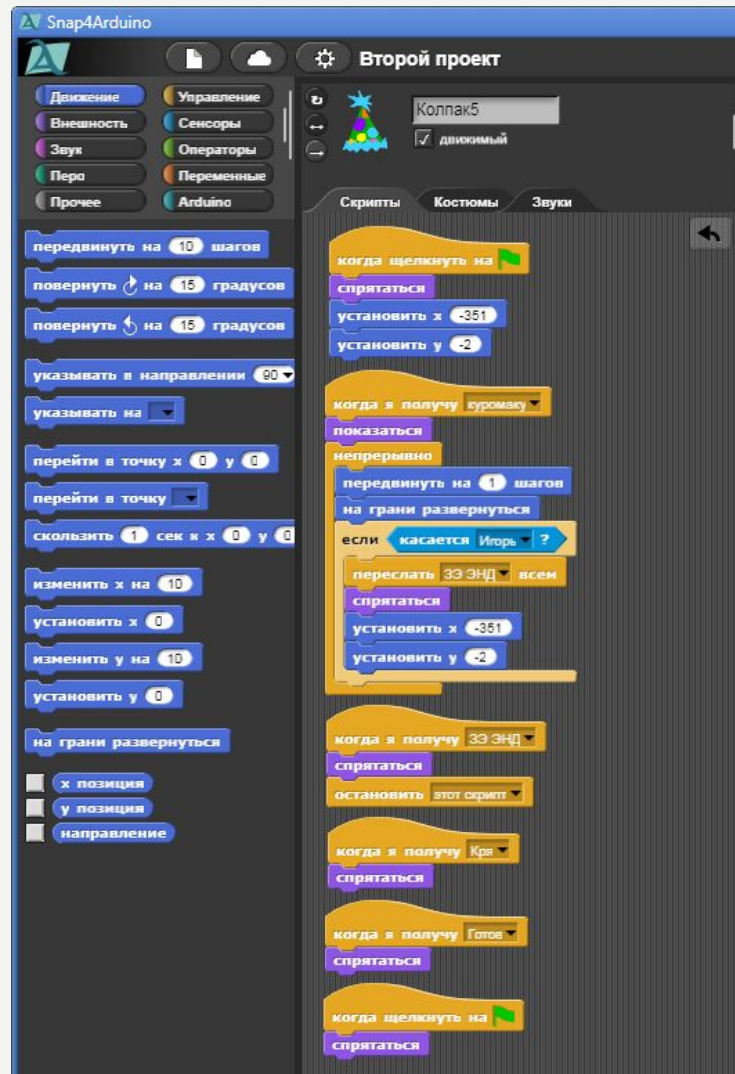 Snap4Arduino
Второй проект
Движение
Управление
Внешность
Сенсоры
Звук
Операторы
Перо
Переменные
Прочее
Arduino
передвинуть на 10 шагов
повернуть на 15 градусов
повернуть на 15 градусов
указывать в направлении 90
указывать на
перейти в точку x 0 y 0
перейти в точку
скользить 1 сек к x 0 y 0
изменить x на 10
установить x 0
изменить y на 10
установить y 0
на грани развернуться
x позиция
y позиция
направление
Колпак5
движимый
Скрипты Костюмы Звуки
когда щелкнуть на
спрятаться
установить x -351
установить y -2
когда я получу куромаку
показаться
непрерывно
передвинуть на 1 шагов
на грани развернуться
если касается Игорь ?
переслать ЗЭ ЭНД всем
спрятаться
установить x -351
установить y -2
когда я получу ЗЭ ЭНД
спрятаться
остановить этот скрипт
когда я получу Кря
спрятаться
когда я получу Готов
спрятаться
когда щелкнуть на
спрятаться